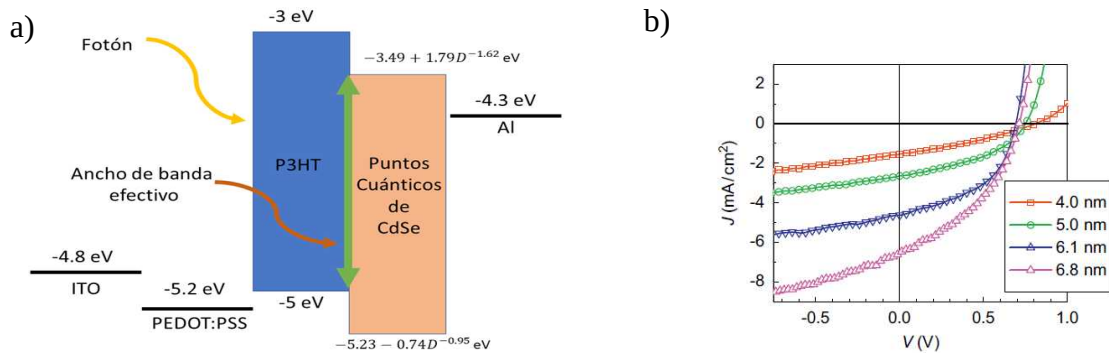 a)
-3 eV
Fotón
−3.49 + 1.79D^{−1.62} eV
-4.3 eV
Al
P3HT
Puntos
Cuánticos
de
CdSe
Ancho de banda
efectivo
-4.8 eV
ITO
-5.2 eV
PEDOT:PSS
-5 eV
−5.23 − 0.74D^{−0.95} eV
b)
J (mA/cm²)
2
0
-2
-4
-6
-8
-0.5
0.0
0.5
1.0
V (V)
4.0 nm
5.0 nm
6.1 nm
6.8 nm